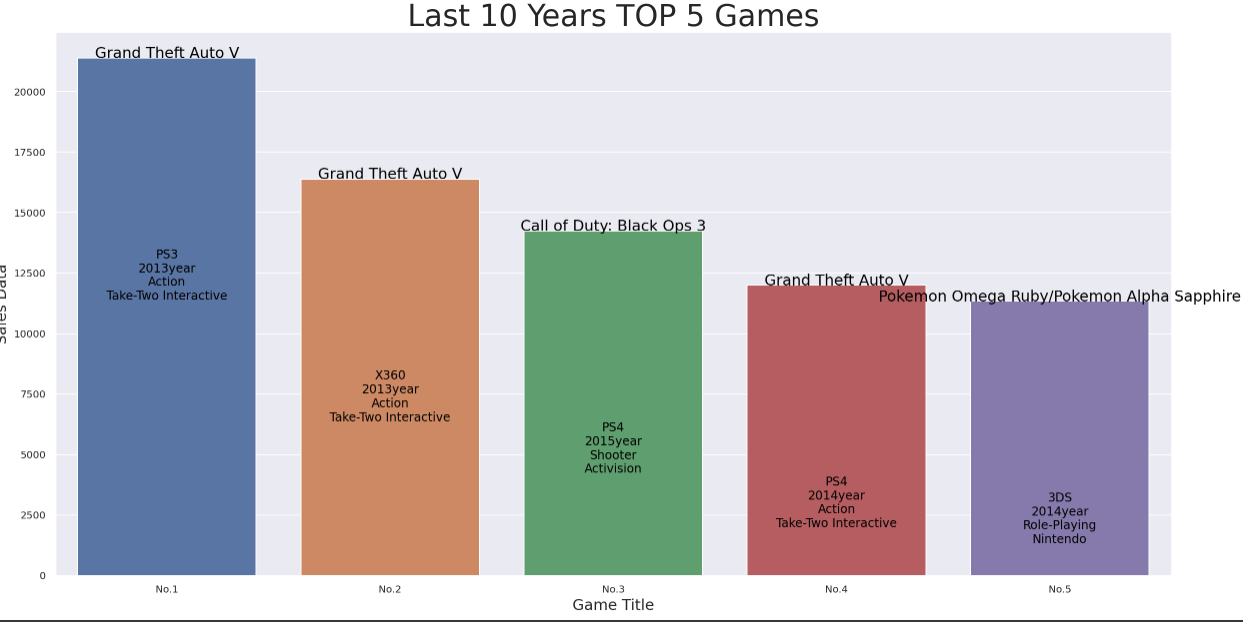 Last 10 Years TOP 5 Games
Sales Data
20000
17500
15000
12500
10000
7500
5000
2500
0
Grand Theft Auto V
PS3
2013year
Action
Take-Two Interactive
Grand Theft Auto V
X360
2013year
Action
Take-Two Interactive
Call of Duty: Black Ops 3
PS4
2015year
Shooter
Activision
Grand Theft Auto V
PS4
2014year
Action
Take-Two Interactive
Pokemon Omega Ruby/Pokemon Alpha Sapphire
3DS
2014year
Role-Playing
Nintendo
No.1
No.2
No.3
No.4
No.5
Game Title